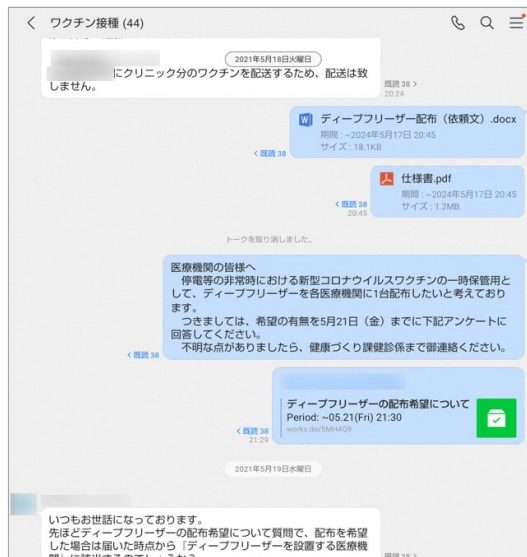 ワクチン接種 (44)
2021年5月18日火曜日
にクリニック分のワクチンを配送するため、配送は致
しません。
既読 38 >
20:24
ディープフリーザー配布（依頼文）.docx
期間 : ~2024年5月17日 20:45
サイズ : 18.1KB
< 既読 38
仕様書.pdf
期間 : ~2024年5月17日 20:45
サイズ : 1.2MB
< 既読 38
20:45
トークを取り消しました。
医療機関の皆様へ
停電等の非常時における新型コロナウイルスワクチンの一時保管用と
して、ディープフリーザーを各医療機関に1台配布したいと考えており
ます。
つきましては、希望の有無を5月21日（金）までに下記アンケートに
回答してください。
不明な点がありましたら、健康づくり課健診係まで御連絡ください。
< 既読 38
ディープフリーザーの配布希望について
Period: ~05.21(Fri) 21:30
works.do/5MH4Q9
< 既読 38
21:29
2021年5月19日水曜日
いつもお世話になっております。
先ほどディープフリーザーの配布希望について質問で、配布を希望
した場合は届いた時点から『ディープフリーザーを設置する医療機
関』に該当するのでしょうか？
既読 38 >